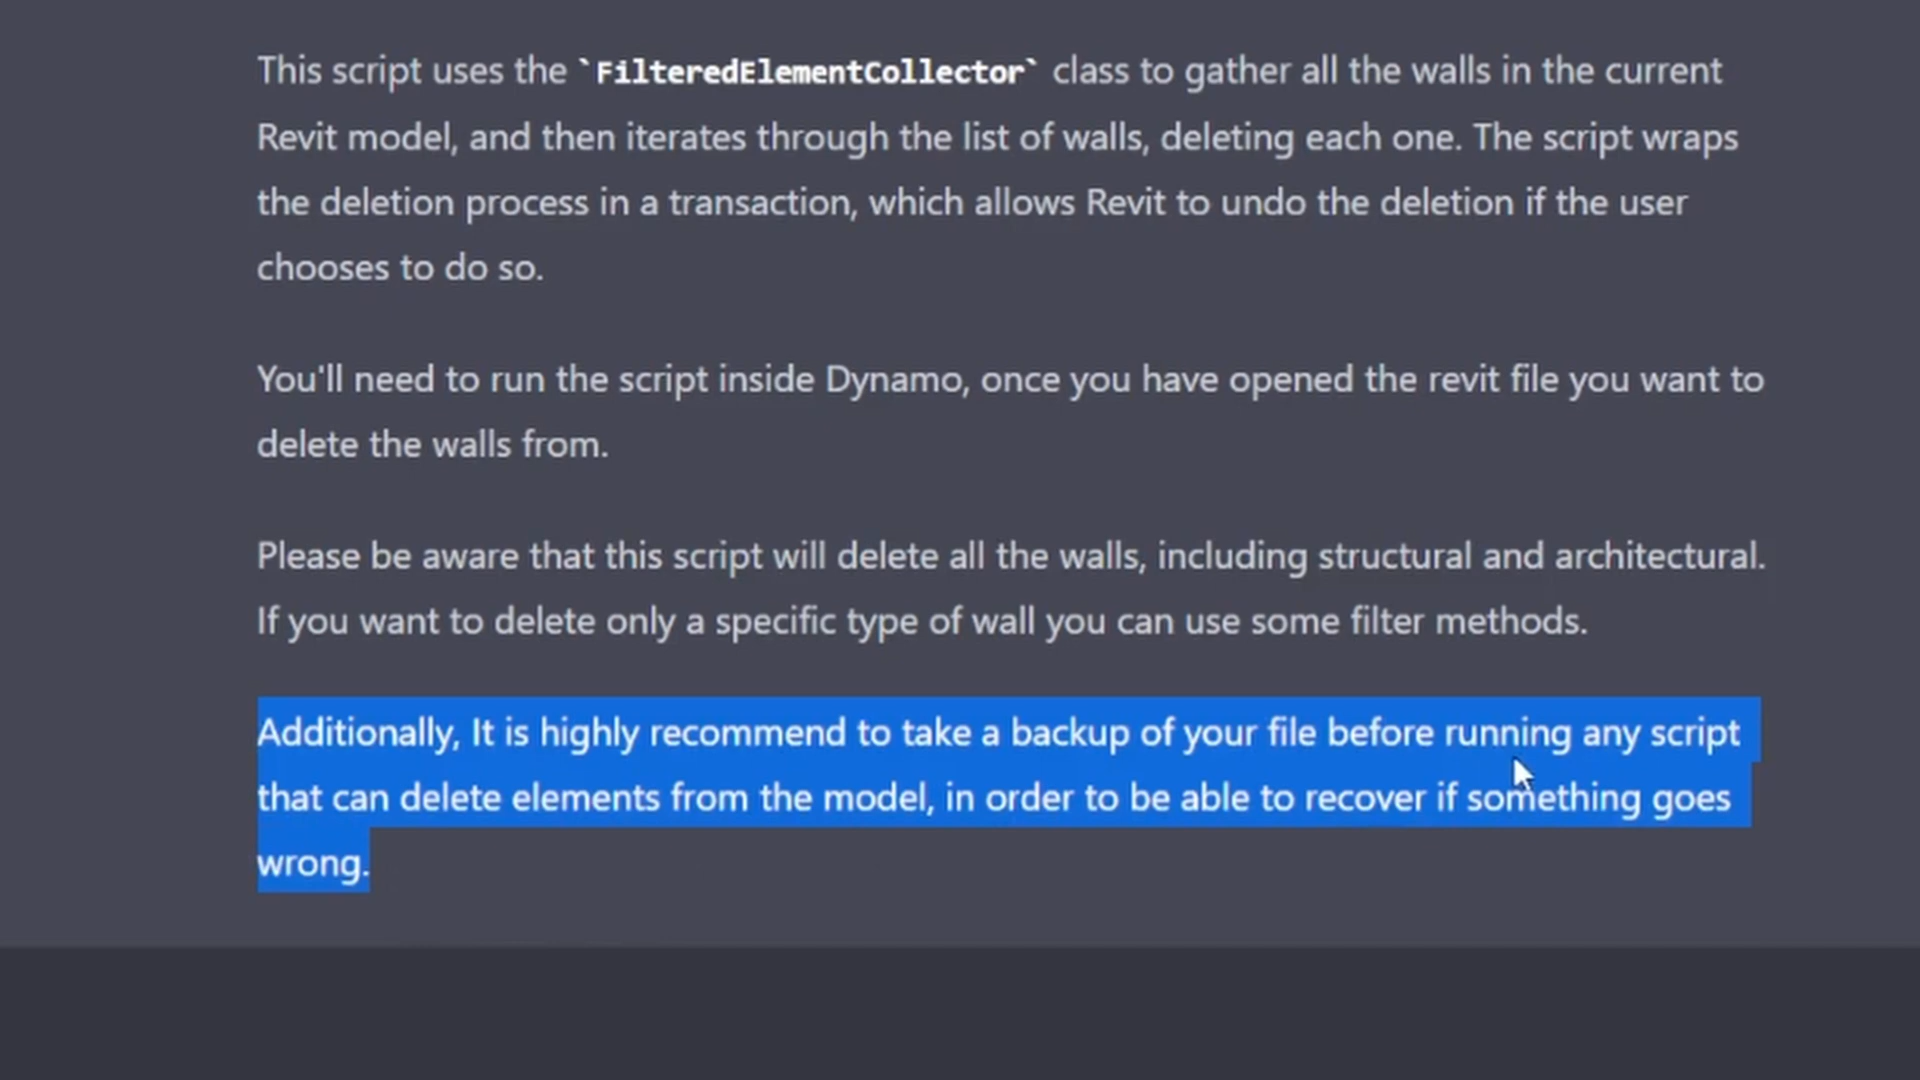 This script uses the `FilteredElementCollector` class to gather all the walls in the current
Revit model, and then iterates through the list of walls, deleting each one. The script wraps
the deletion process in a transaction, which allows Revit to undo the deletion if the user
chooses to do so.
You'll need to run the script inside Dynamo, once you have opened the revit file you want to
delete the walls from.
Please be aware that this script will delete all the walls, including structural and architectural.
If you want to delete only a specific type of wall you can use some filter methods.
Additionally, It is highly recommend to take a backup of your file before running any script
that can delete elements from the model, in order to be able to recover if something goes
wrong.